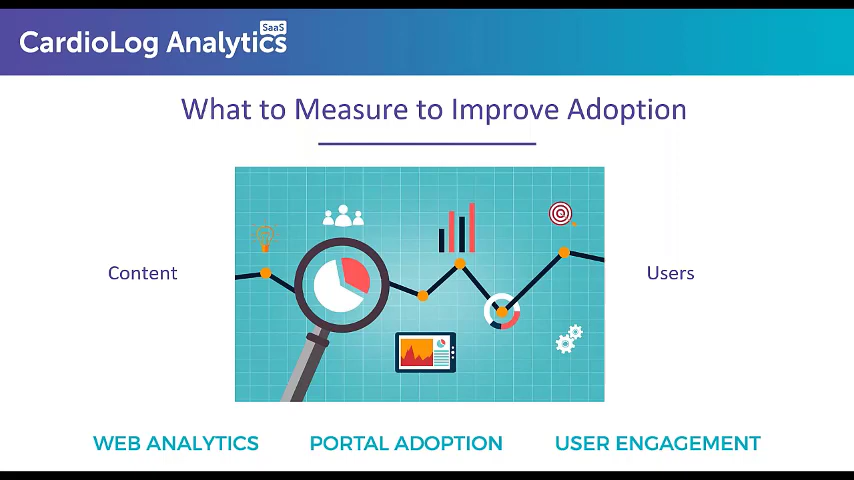 CardioLog Analytics SaaS
What to Measure to Improve Adoption
Content
Users
WEB ANALYTICS
PORTAL ADOPTION
USER ENGAGEMENT